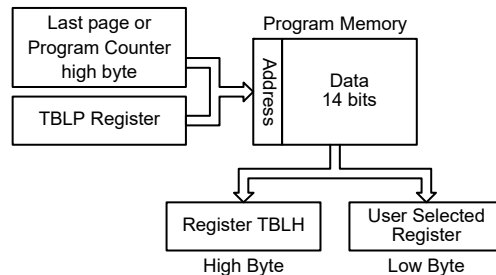 Last page or
Program Counter
high byte
TBLP Register
Program Memory
Address
Data
14 bits
Register TBLH
High Byte
User Selected
Register
Low Byte